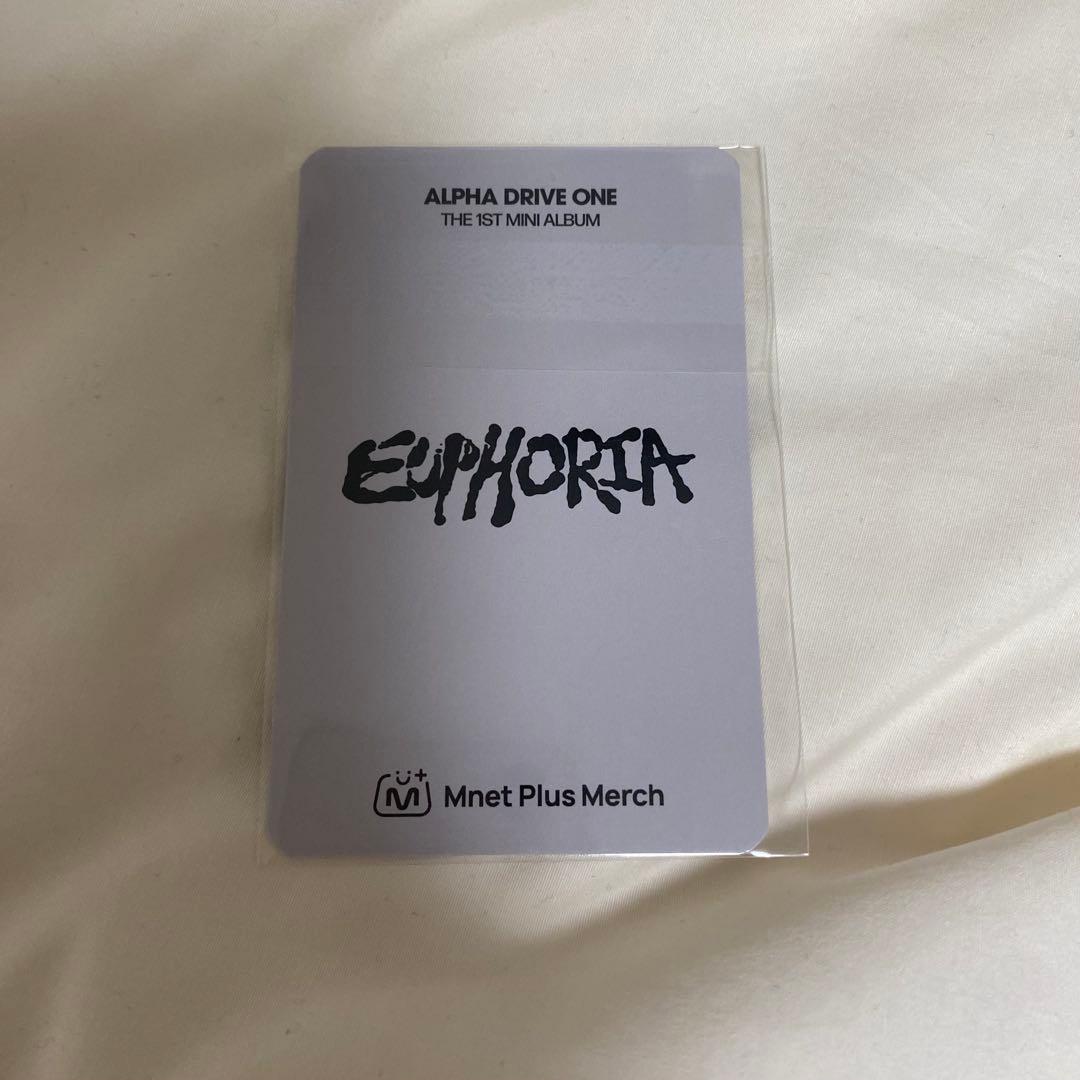 ALPHA DRIVE ONE
THE 1ST MINI ALBUM
EUPHORIA
M Mnet Plus Merch